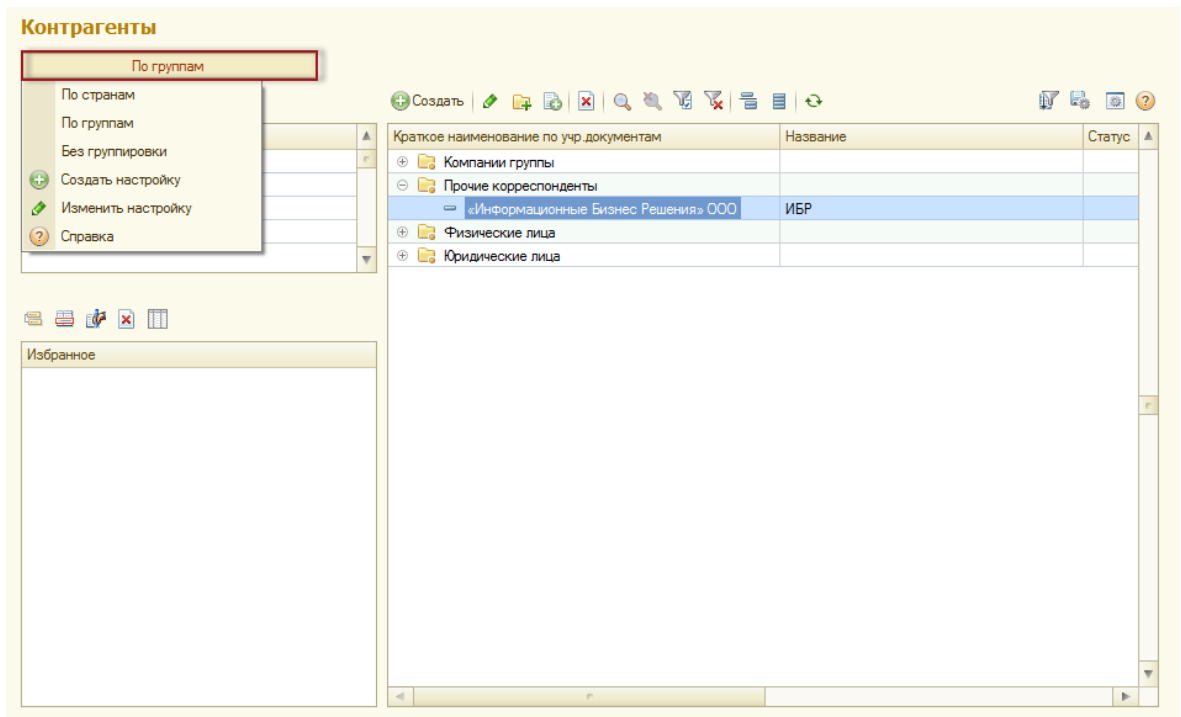 Контрагенты
По группам
По странам
По группам
Без группировки
Создать настройку
Изменить настройку
Справка
Избранное
Создать
Краткое наименование по учр.документам Название Статус
Компании группы
Прочие корреспонденты
«Информационные Бизнес Решения» ООО ИБР
Физические лица
Юридические лица